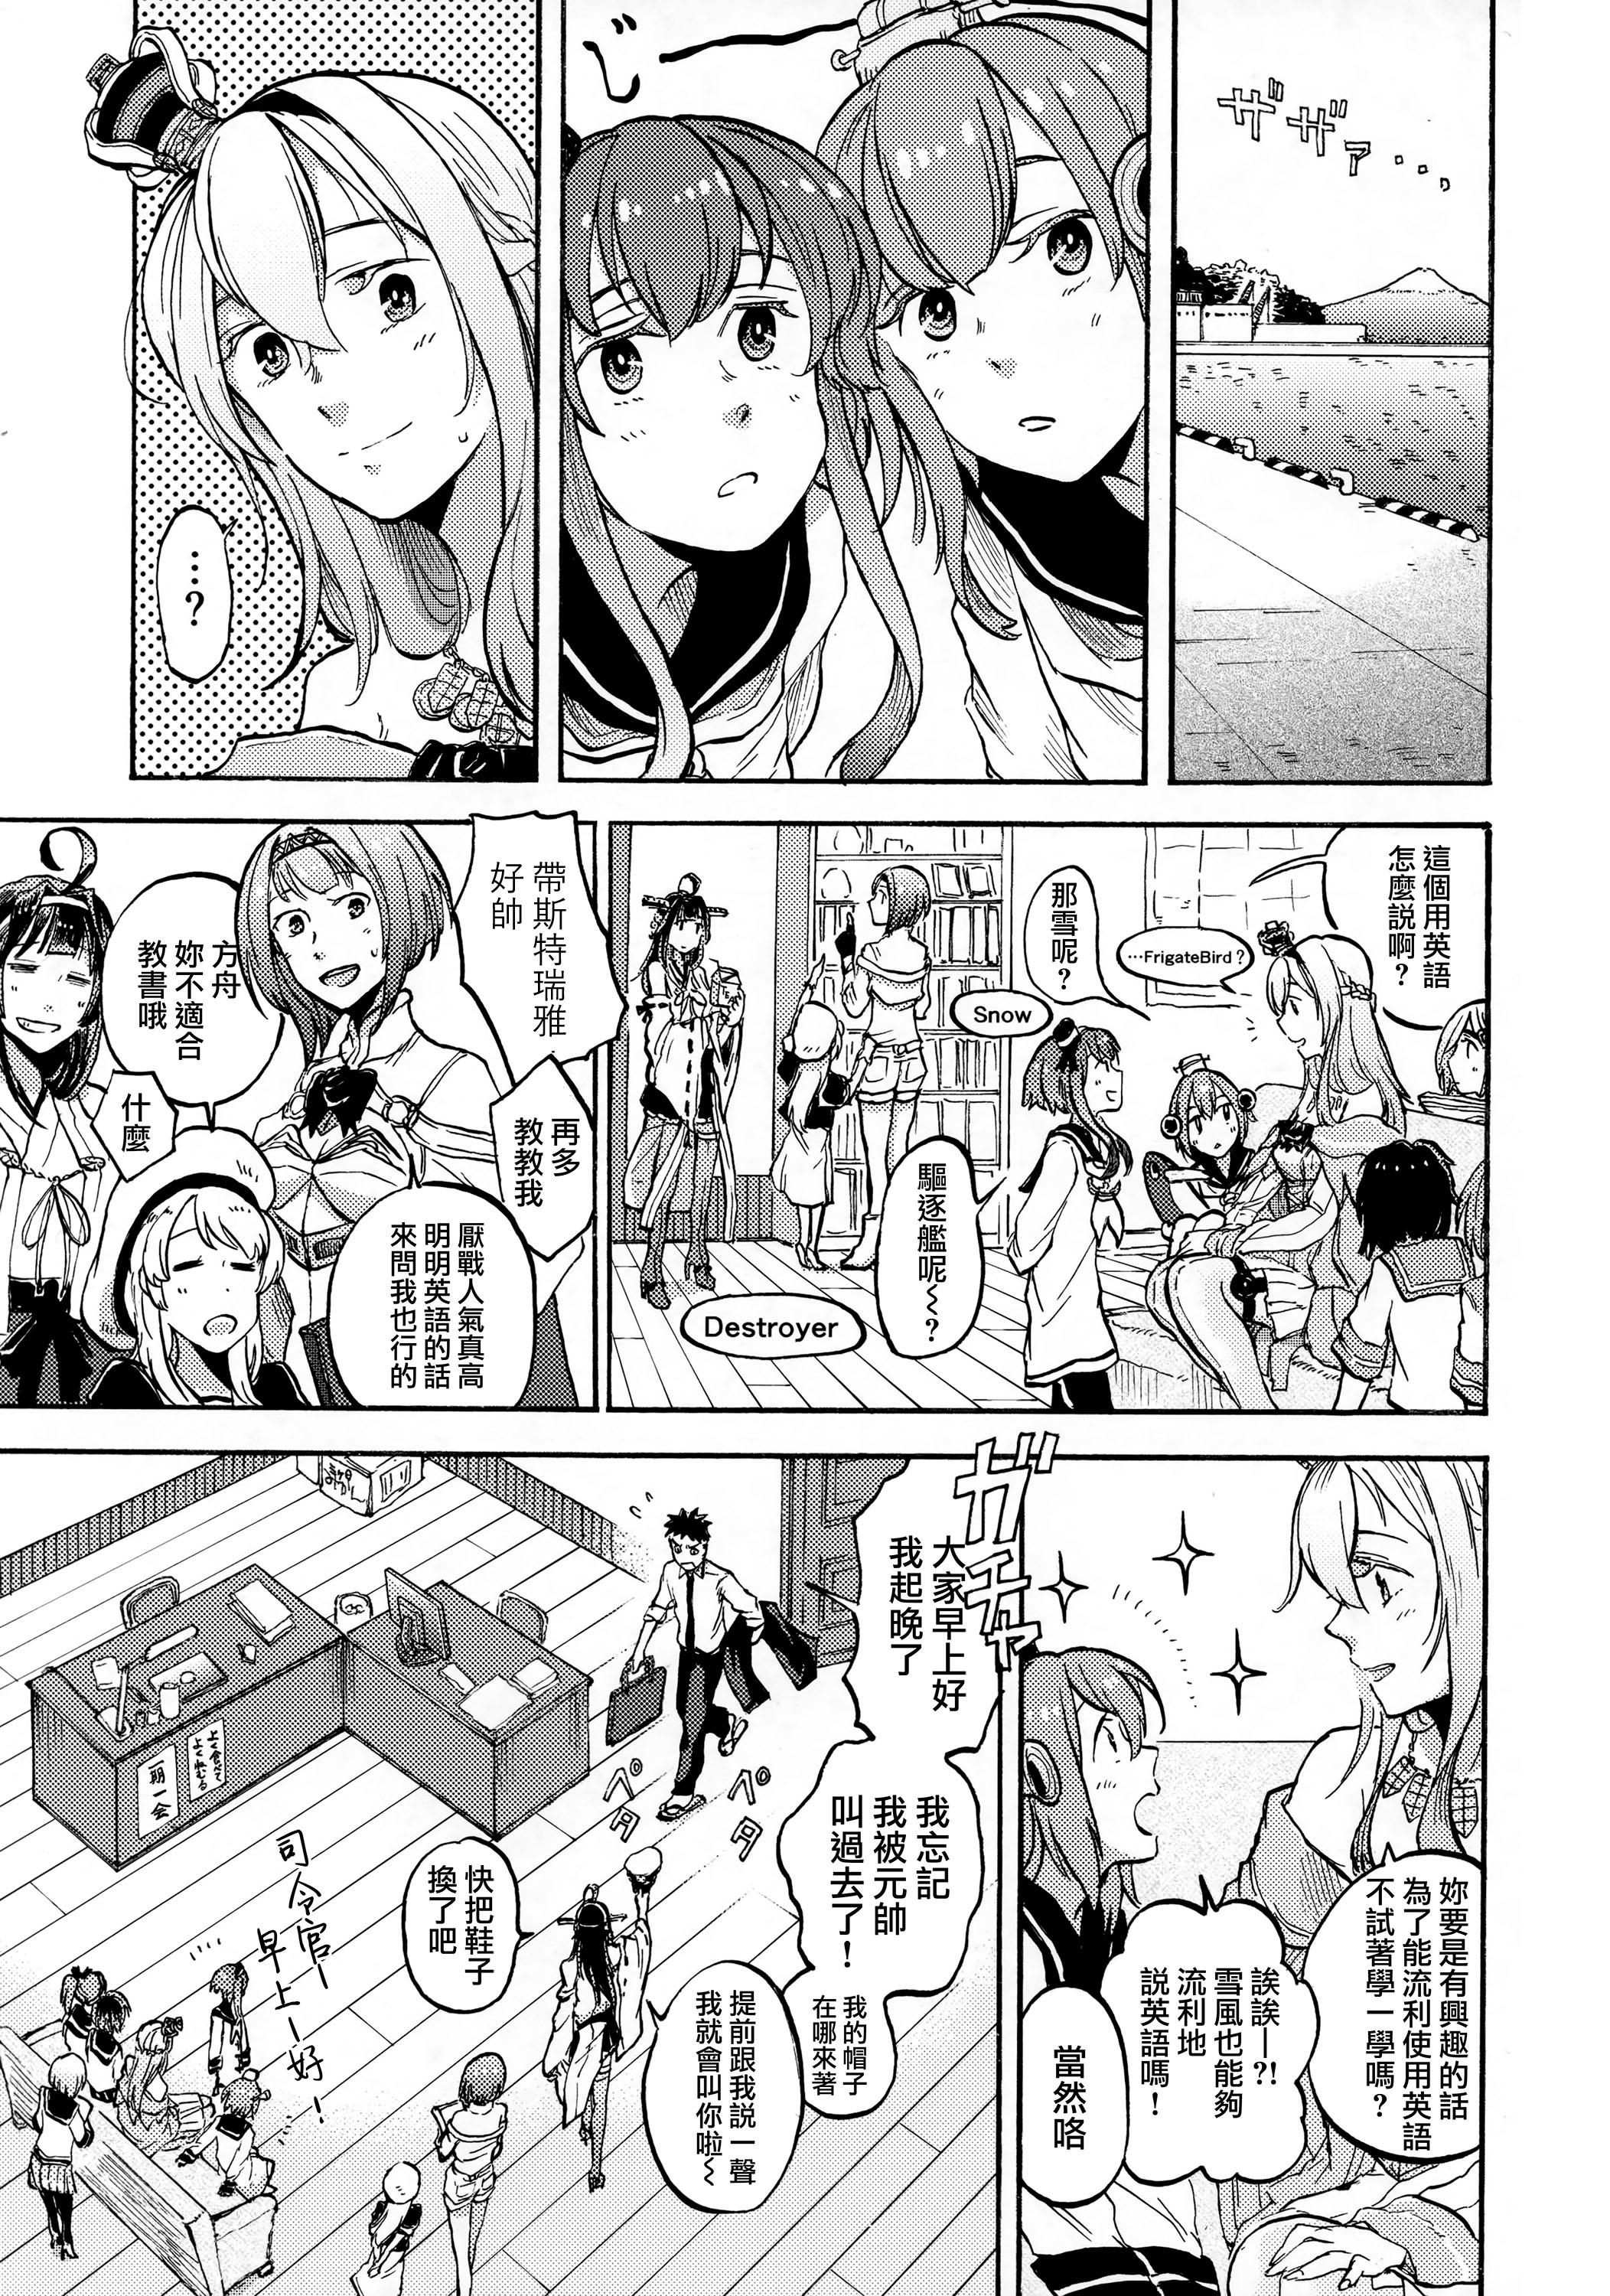 ザザァ・・・
じー
…?
這個用英語
怎麼説啊?
…FrigateBird?
那雪呢?
Snow
驅逐艦呢～?
Destroyer
帶斯特瑞雅
好帥
再多
教教我
厭戰人氣真高
明明英語的話
來問我也行的
方舟
妳不適合
教書哦
什麼
妳要是有興趣的話
為了能流利使用英語
不試著學一學嗎?
誒誒—?!
雪風也能夠
流利地
説英語嗎!
當然咯
ガチャ
大家早上好
我起晚了
我忘記
我被元帥
叫過去了!
我的帽子
在哪來著
ペタ
ペタ
提前跟我説一聲
我就會叫你啦～
快把鞋子
換了吧
司令官—
早上—好!
みかん
よく食べて
よくねむる
一期一会